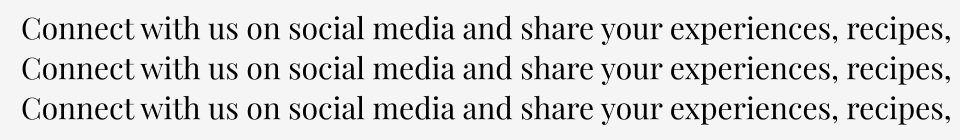 Connect with us on social media and share your experiences, recipes,
Connect with us on social media and share your experiences, recipes,
Connect with us on social media and share your experiences, recipes,